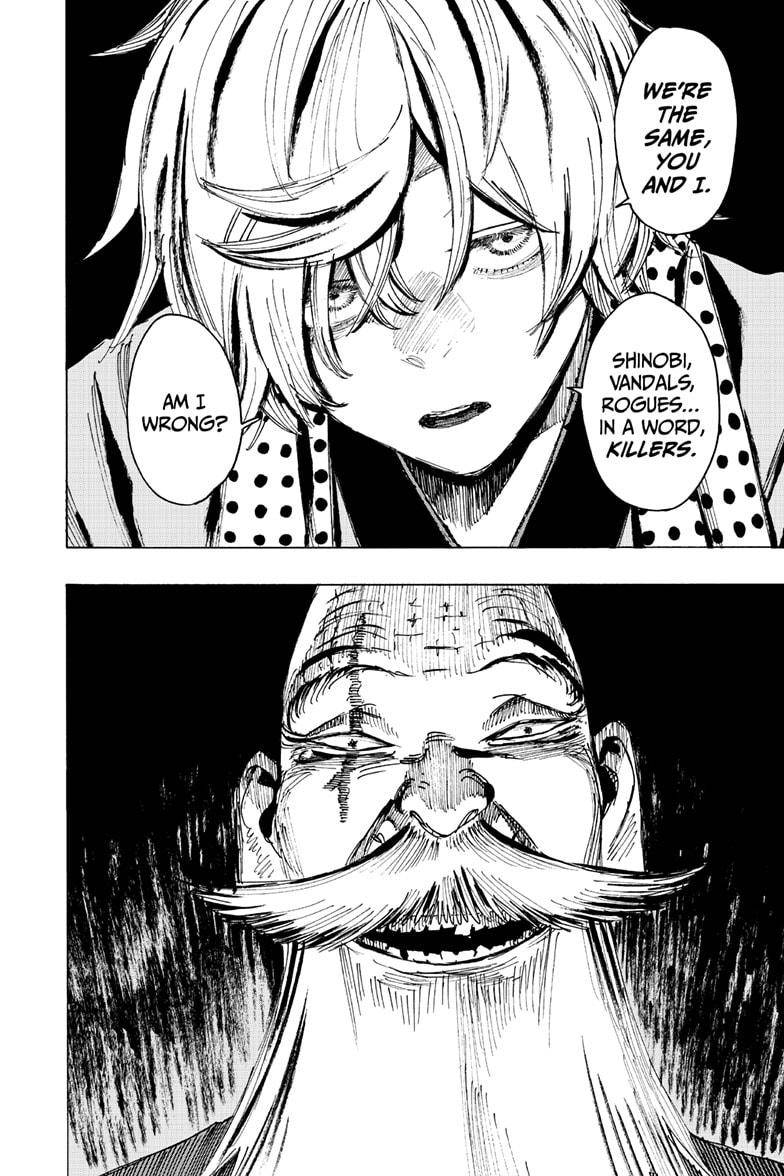 WE'RE
THE
SAME,
YOU
AND I.
SHINOBI,
VANDALS,
ROGUES...
IN A WORD,
KILLERS.
AM I
WRONG?